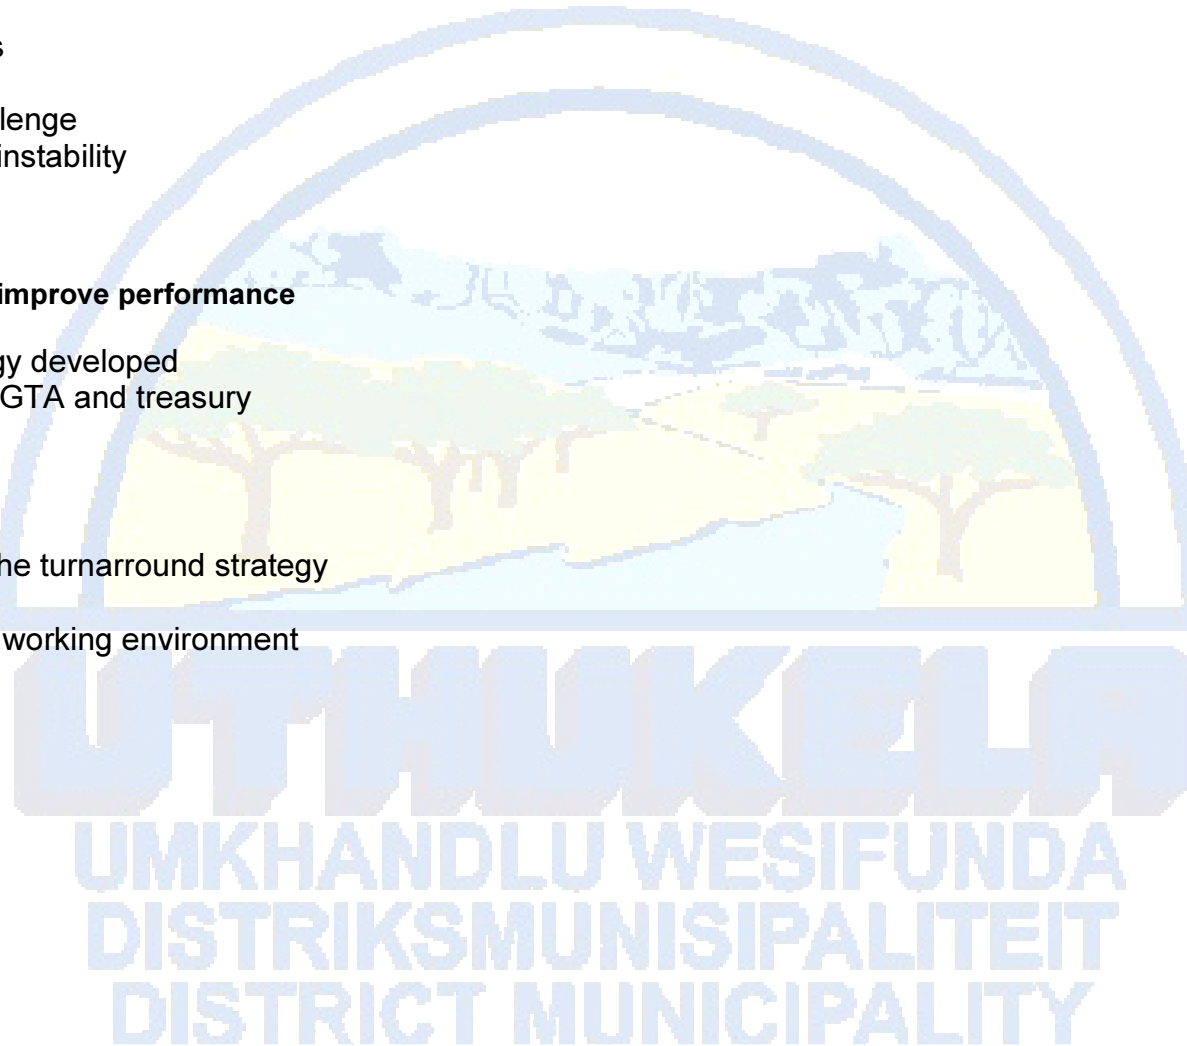 s
lenge
instability
improve performance
gy developed
GTA and treasury
he turnarround strategy
working environment
UTHUKELA
UMKHANDLU WESIFUNDA
DISTRIKSMUNISIPALITEIT
DISTRICT MUNICIPALITY